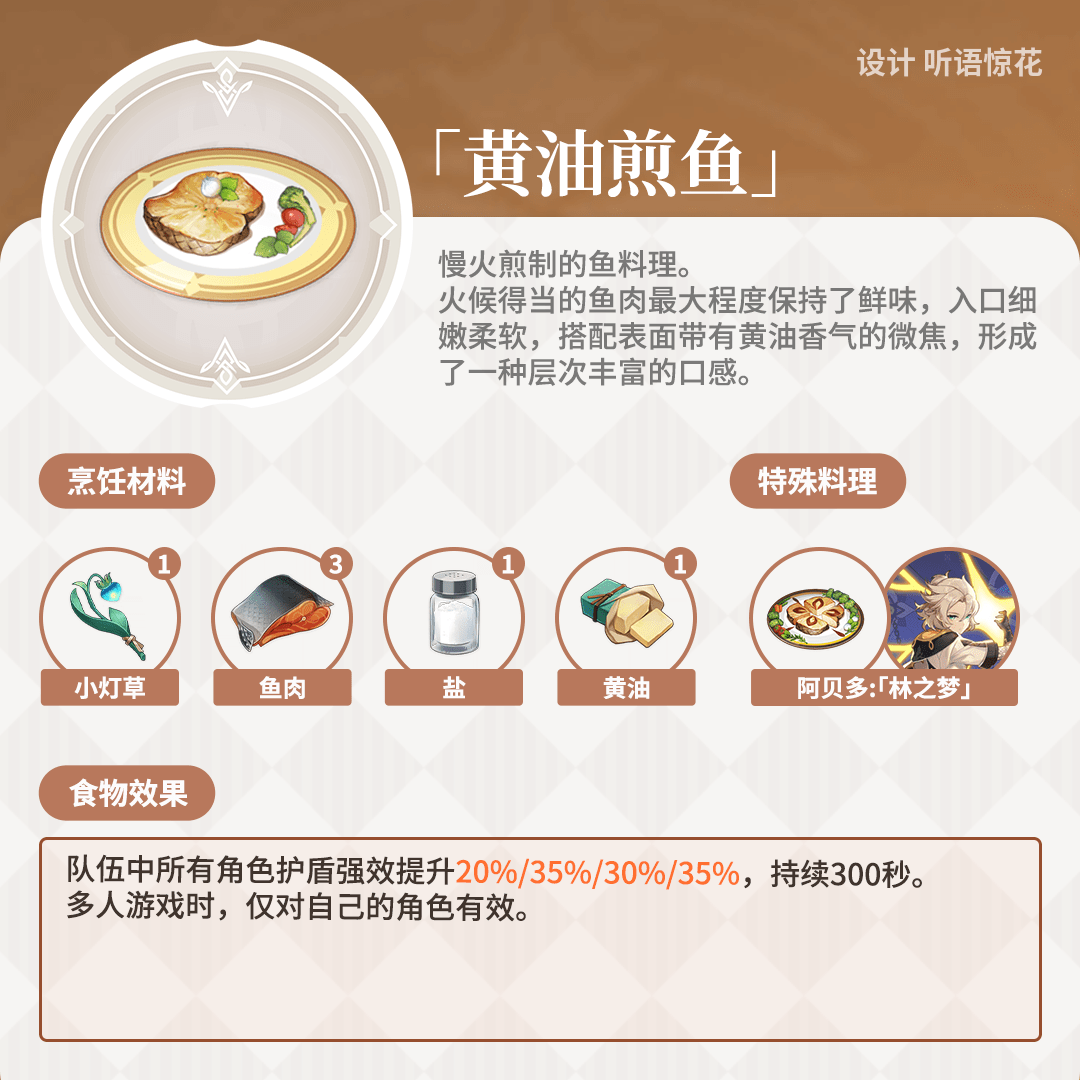 设计 听语惊花
「黄油煎鱼」
慢火煎制的鱼料理。
火候得当的鱼肉最大程度保持了鲜味，入口细
嫩柔软，搭配表面带有黄油香气的微焦，形成
了一种层次丰富的口感。
烹饪材料
特殊料理
1
3
1
1
小灯草
鱼肉
盐
黄油
阿贝多:「林之梦」
食物效果
队伍中所有角色护盾强效提升20%/35%/30%/35%，持续300秒。
多人游戏时，仅对自己的角色有效。